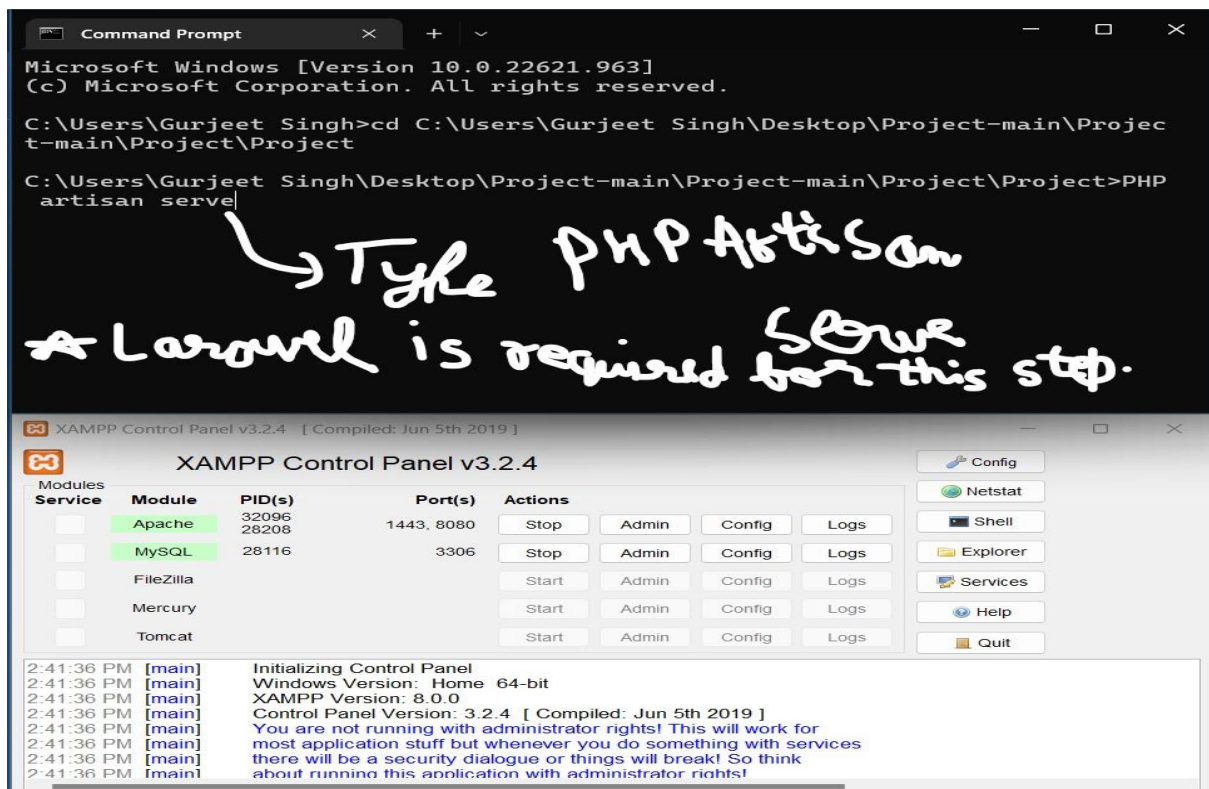 Command Prompt
Microsoft Windows [Version 10.0.22621.963]
(c) Microsoft Corporation. All rights reserved.
C:\Users\Gurjeet Singh>cd C:\Users\Gurjeet Singh\Desktop\Project-main\Projec
t-main\Project\Project
C:\Users\Gurjeet Singh\Desktop\Project-main\Project-main\Project\Project>PHP
artisan serve
Type PHP Artisan
serve
* Laravel is required for this step.
XAMPP Control Panel v3.2.4 [ Compiled: Jun 5th 2019 ]
XAMPP Control Panel v3.2.4
Config
Modules
Service Module PID(s) Port(s) Actions
Netstat
Apache 32096 28208 1443, 8080 Stop Admin Config Logs
Shell
MySQL 28116 3306 Stop Admin Config Logs
Explorer
FileZilla Start Admin Config Logs
Services
Mercury Start Admin Config Logs
Help
Tomcat Start Admin Config Logs
Quit
2:41:36 PM [main] Initializing Control Panel
2:41:36 PM [main] Windows Version: Home 64-bit
2:41:36 PM [main] XAMPP Version: 8.0.0
2:41:36 PM [main] Control Panel Version: 3.2.4 [ Compiled: Jun 5th 2019 ]
2:41:36 PM [main] You are not running with administrator rights! This will work for
2:41:36 PM [main] most application stuff but whenever you do something with services
2:41:36 PM [main] there will be a security dialogue or things will break! So think
2:41:36 PM [main] about running this application with administrator rights!